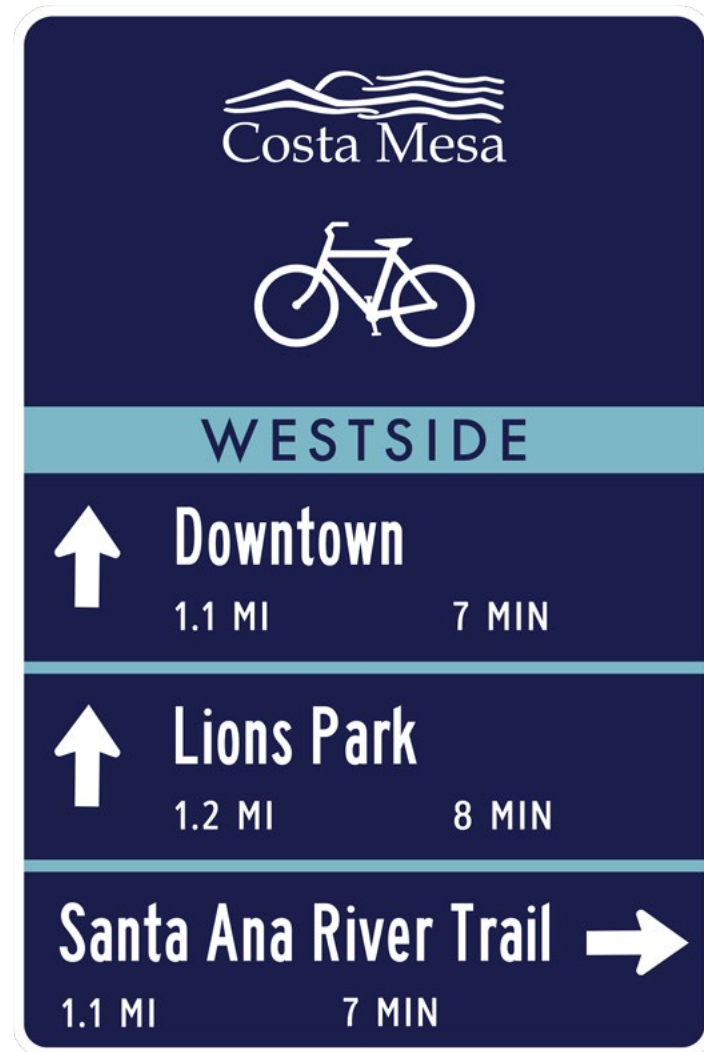 Costa Mesa
WESTSIDE
Downtown
1.1 MI 7 MIN
Lions Park
1.2 MI 8 MIN
Santa Ana River Trail
1.1 MI 7 MIN